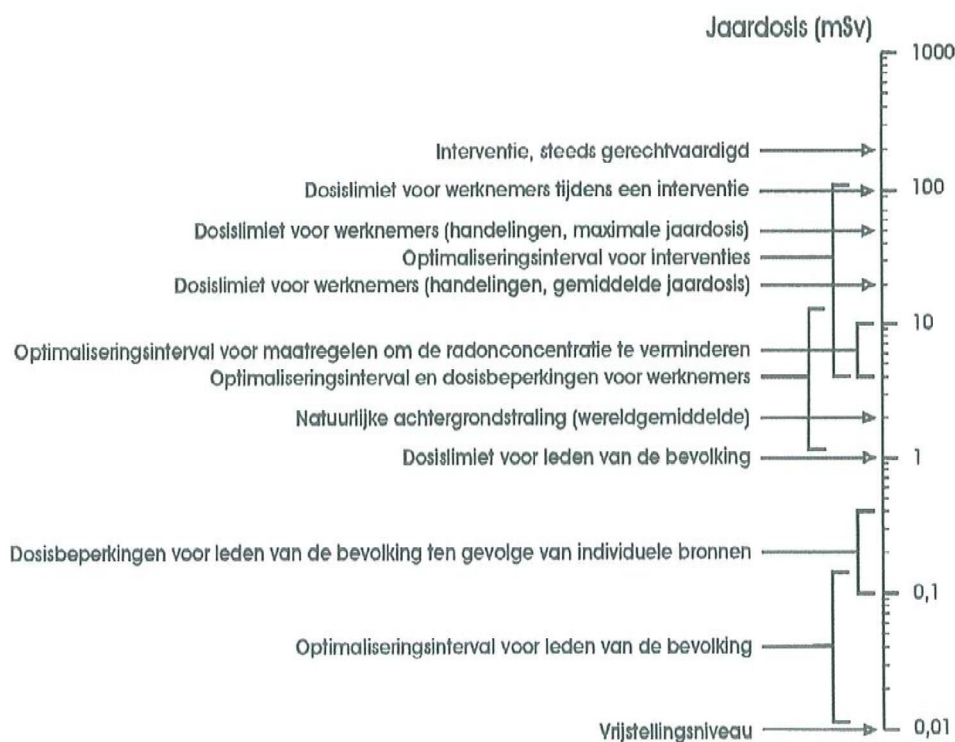 Jaardosis (mSv)
1000
Interventie, steeds gerechtvaardigd
Dosislimiet voor werknemers tijdens een interventie
100
Dosislimiet voor werknemers (handelingen, maximale jaardosis)
Optimaliseringsinterval voor interventies
Dosislimiet voor werknemers (handelingen, gemiddelde jaardosis)
10
Optimaliseringsinterval voor maatregelen om de radonconcentratie te verminderen
Optimaliseringsinterval en dosisbeperkingen voor werknemers
Natuurlijke achtergrondstraling (wereldgemiddelde)
Dosislimiet voor leden van de bevolking
1
Dosisbeperkingen voor leden van de bevolking ten gevolge van individuele bronnen
0,1
Optimaliseringsinterval voor leden van de bevolking
Vrijstellingsniveau
0,01